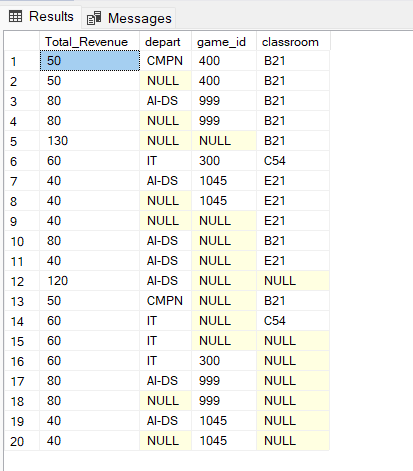 Results Messages
Total_Revenue depart game_id classroom
1 50 CMPN 400 B21
2 50 NULL 400 B21
3 80 AI-DS 999 B21
4 80 NULL 999 B21
5 130 NULL NULL B21
6 60 IT 300 C54
7 40 AI-DS 1045 E21
8 40 NULL 1045 E21
9 40 NULL NULL E21
10 80 AI-DS NULL B21
11 40 AI-DS NULL E21
12 120 AI-DS NULL NULL
13 50 CMPN NULL B21
14 60 IT NULL C54
15 60 IT NULL NULL
16 60 IT 300 NULL
17 80 AI-DS 999 NULL
18 80 NULL 999 NULL
19 40 AI-DS 1045 NULL
20 40 NULL 1045 NULL